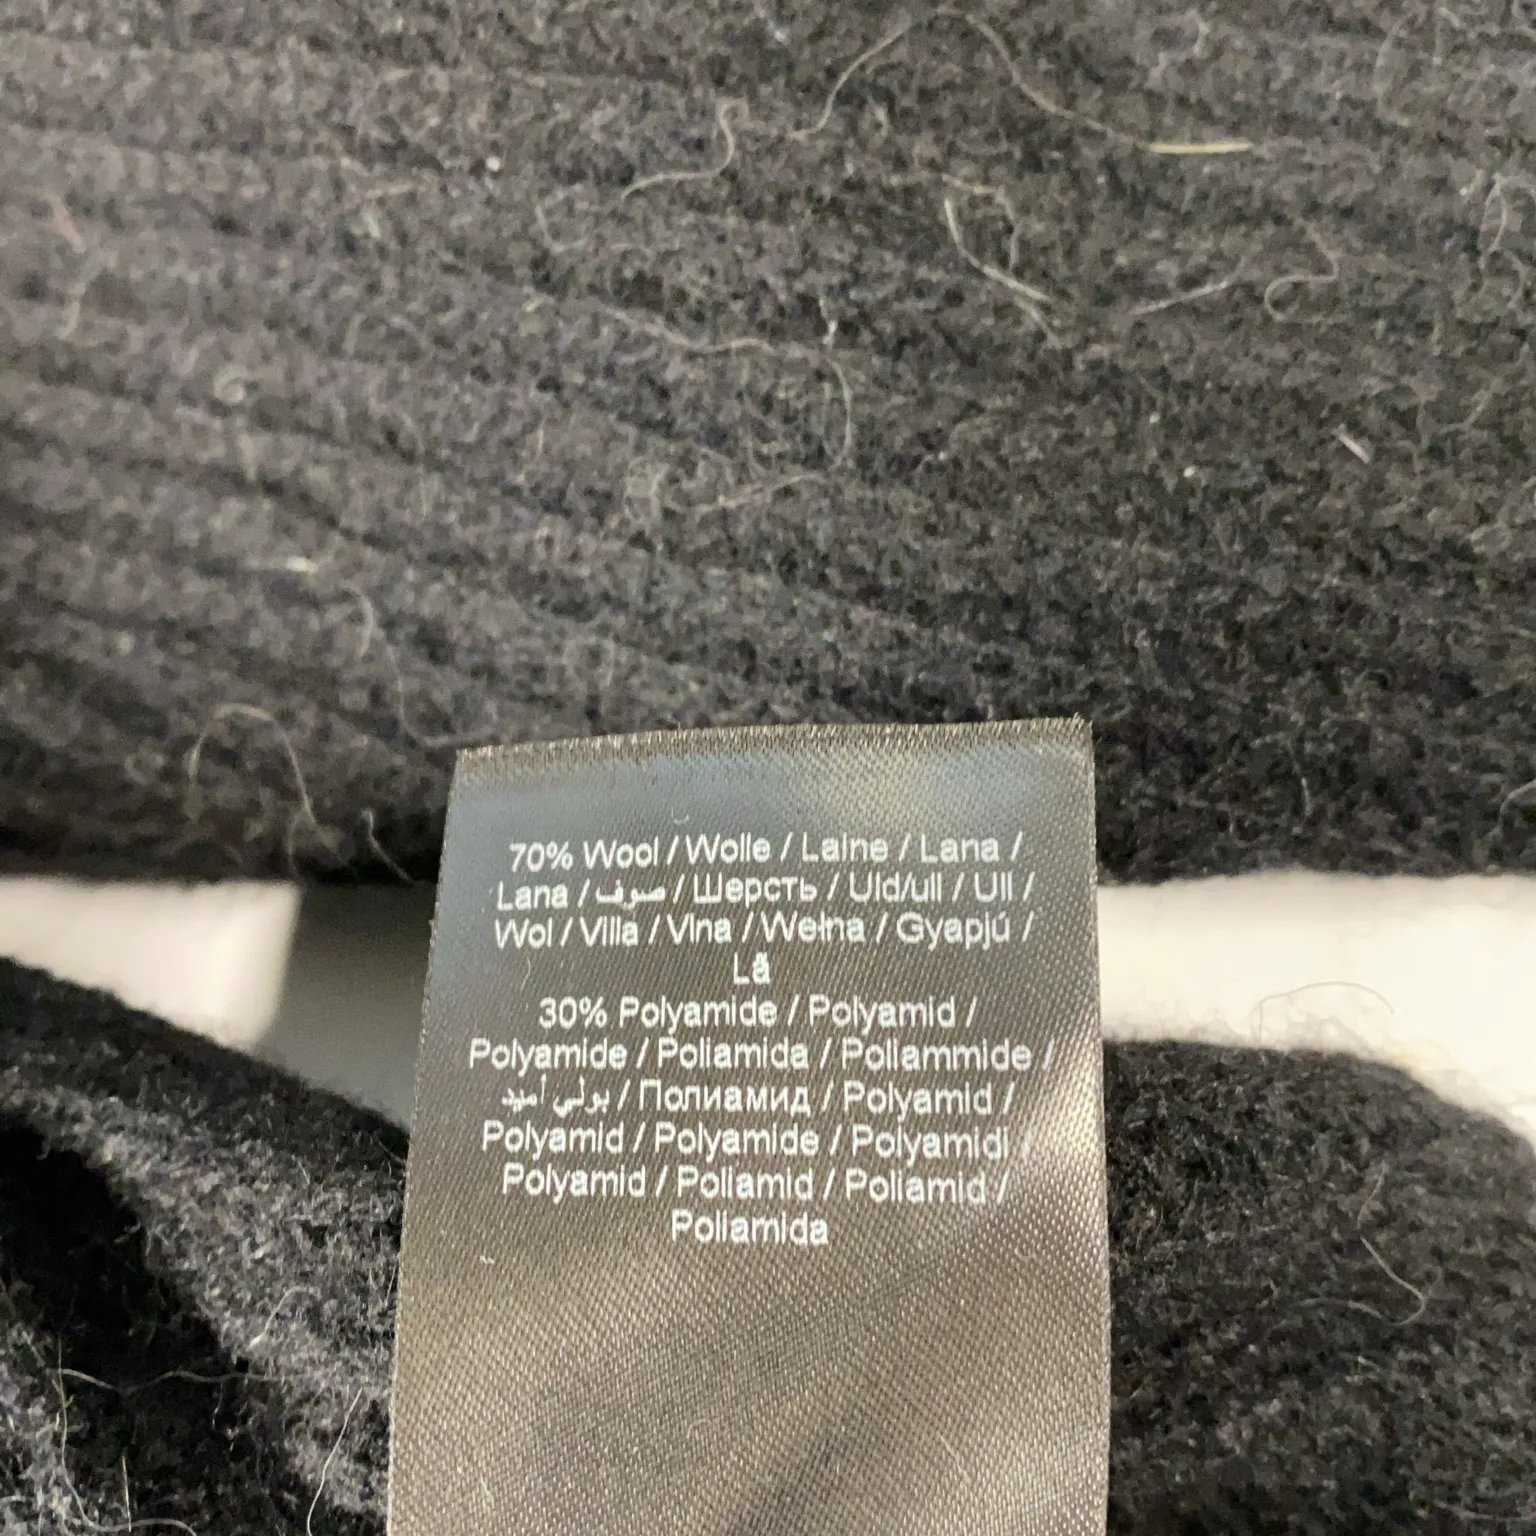 70% Wool / Wolle / Laine / Lana /
Lana / صوف / Шерсть / Uld/ull / Ull /
Wol / Villa / Vlna / Wełna / Gyapjú /
Lã
30% Polyamide / Polyamid /
Polyamide / Poliamida / Poliammide /
بولي أميد / Полиамид / Polyamid /
Polyamid / Polyamide / Polyamidi /
Polyamid / Poliamid / Poliamid /
Poliamida